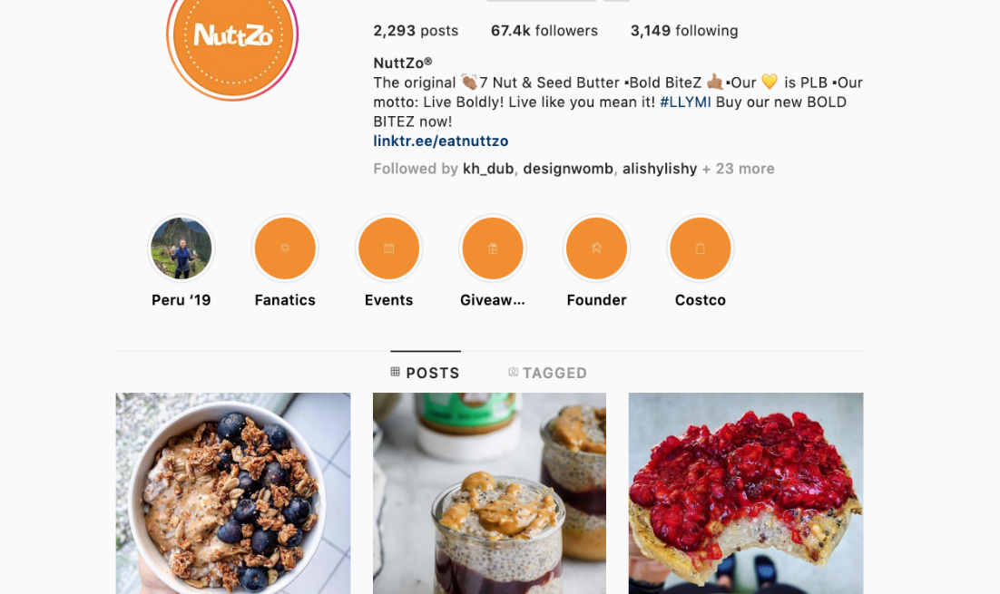 NuttZo
2,293 posts 67.4k followers 3,149 following
NuttZo®
The original 👏🏽7 Nut & Seed Butter ▪Bold BiteZ 🤙🏽▪Our 💛 is PLB ▪Our
motto: Live Boldly! Live like you mean it! #LLYMI Buy our new BOLD
BITEZ now!
linktr.ee/eatnuttzo
Followed by kh_dub, designwomb, alishylishy + 23 more
Peru ‘19 Fanatics Events Giveaw... Founder Costco
POSTS TAGGED